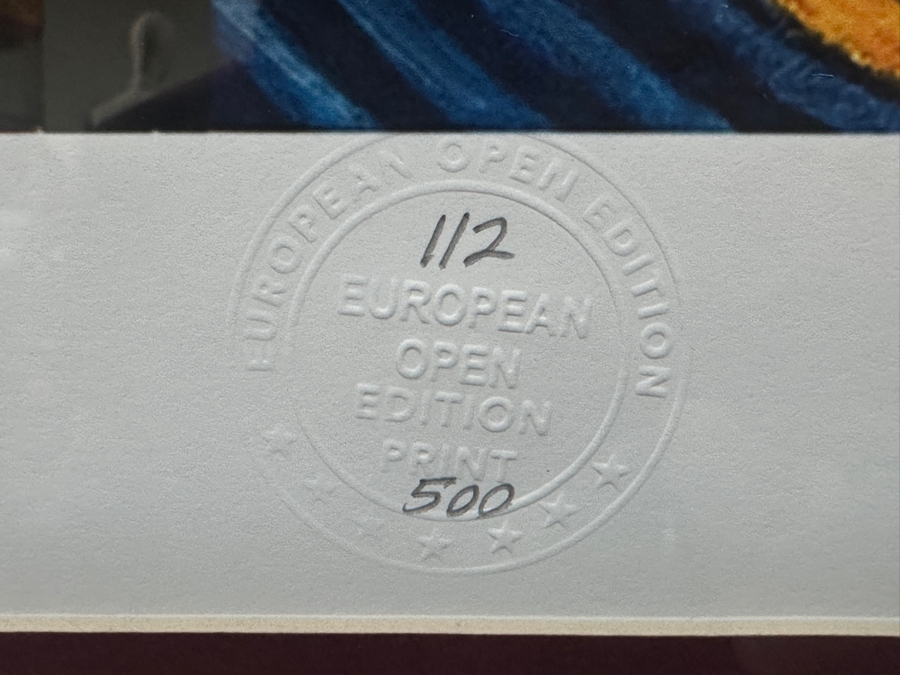 EUROPEAN OPEN EDITION
112
EUROPEAN
OPEN
EDITION
PRINT
500